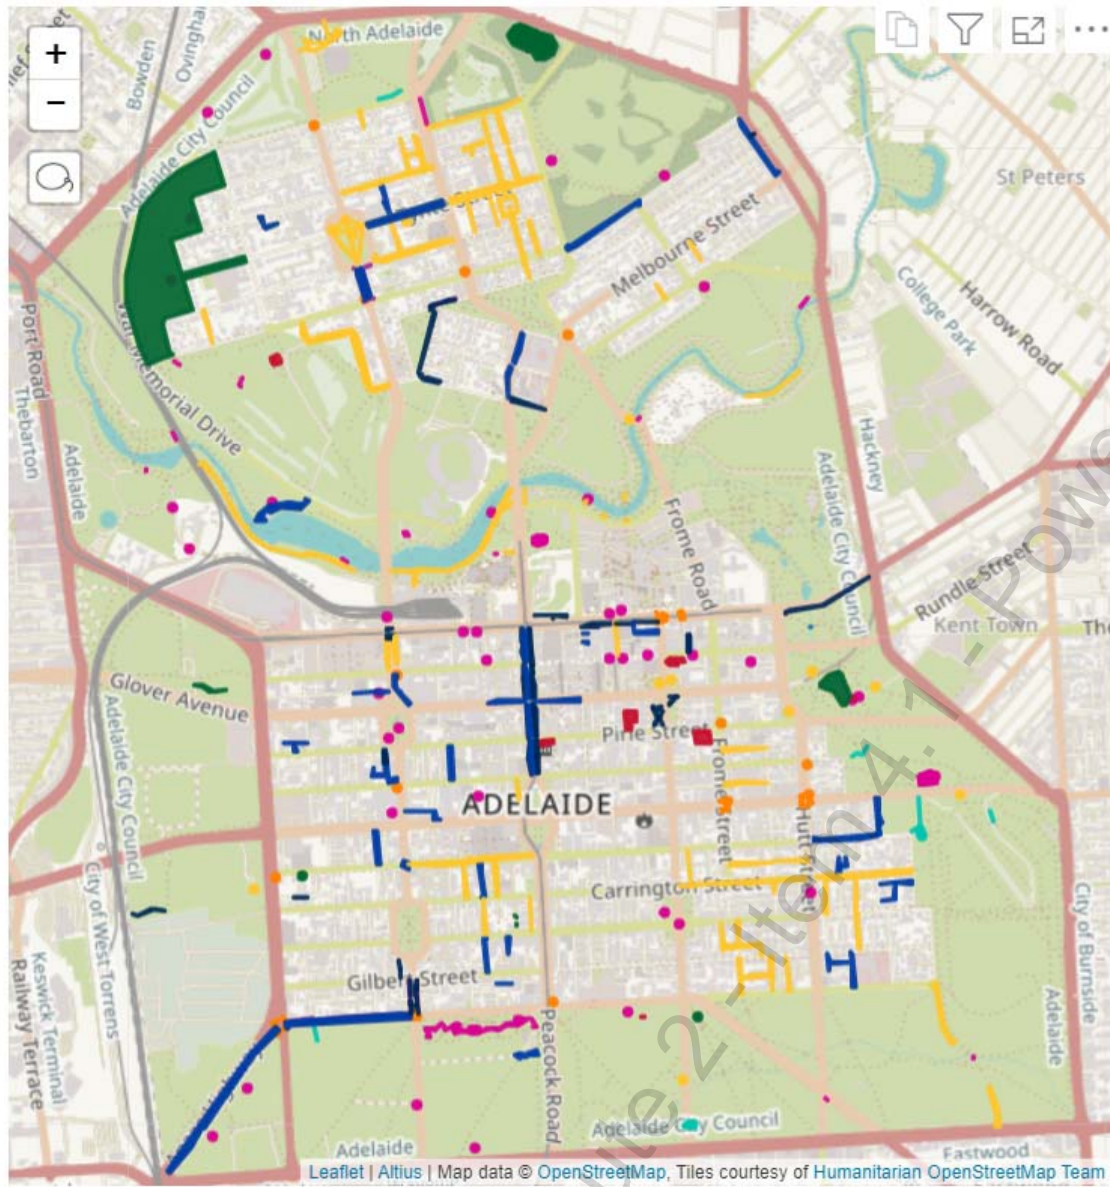 North Adelaide
Bowden
Adelaide City Council
St Peters
Melbourne Street
College Park
Harrow Road
Port Road
Thebarton
War Memorial Drive
Adelaide
Hackney
Adelaide City Council
Frome Road
Rundle Street
Kent Town
Glover Avenue
Adelaide City Council
Pirie Street
ADELAIDE
Frome Street
Hutt Street
Carrington Street
City of West Torrens
Keswick Terminal
Railway Terrace
Gilbert Street
Peacock Road
City of Burnside
Adelaide
Adelaide City Council
Adelaide
Eastwood
+
−
...
Item 4.1 - Powe
Leaflet | Altius | Map data © OpenStreetMap, Tiles courtesy of Humanitarian OpenStreetMap Team